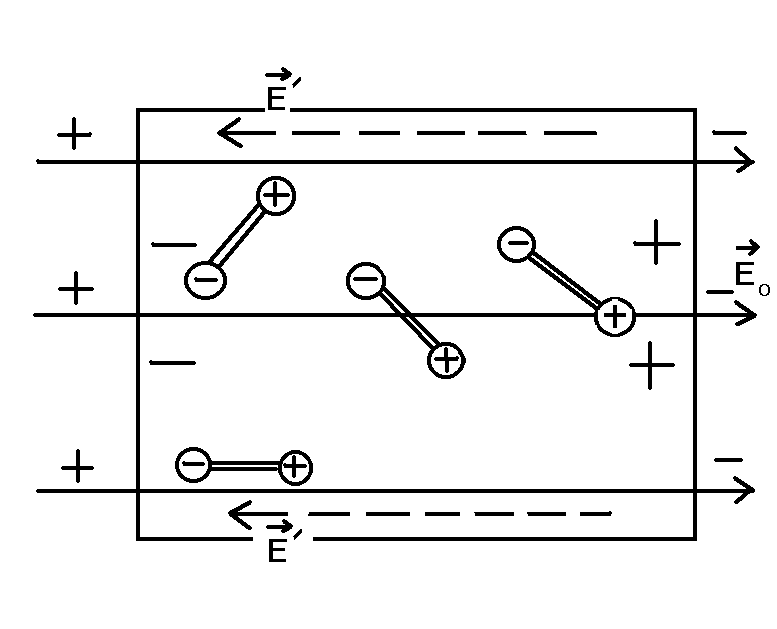 E′
+ −
− +
E₀
+ −
− +
+ −
E′